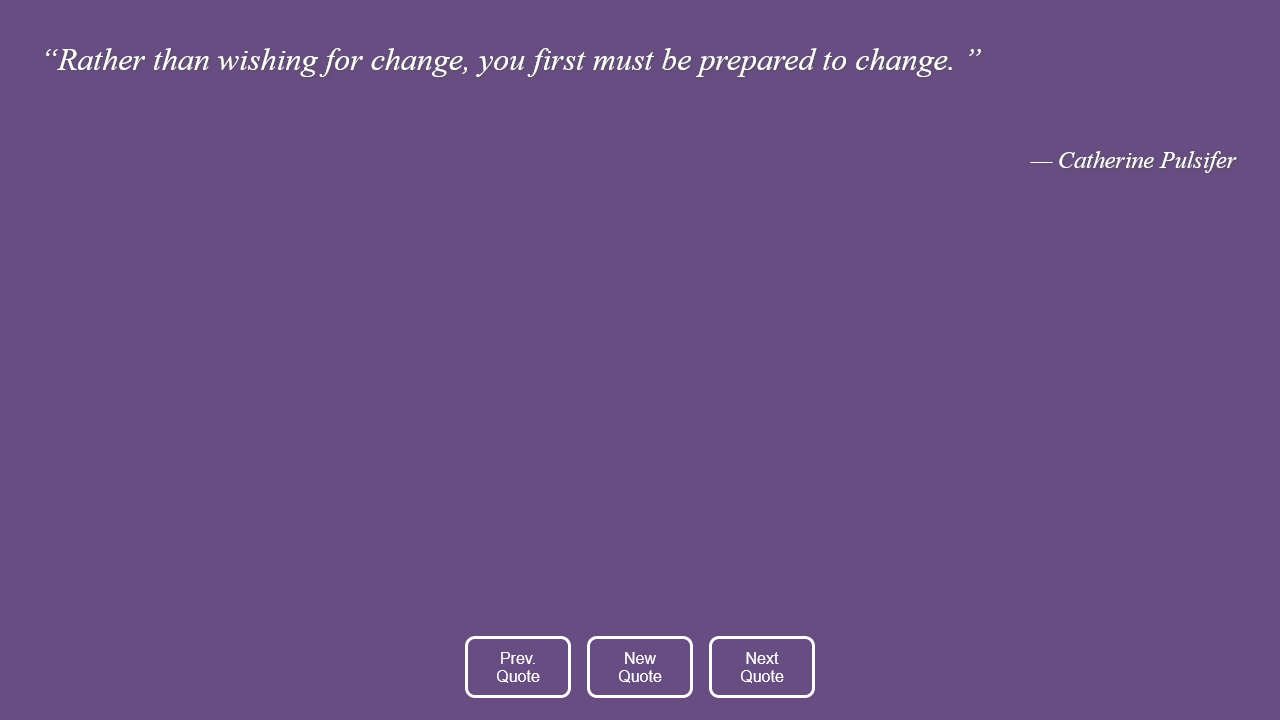 “Rather than wishing for change, you first must be prepared to change. ”
— Catherine Pulsifer
Prev.
Quote
New
Quote
Next
Quote